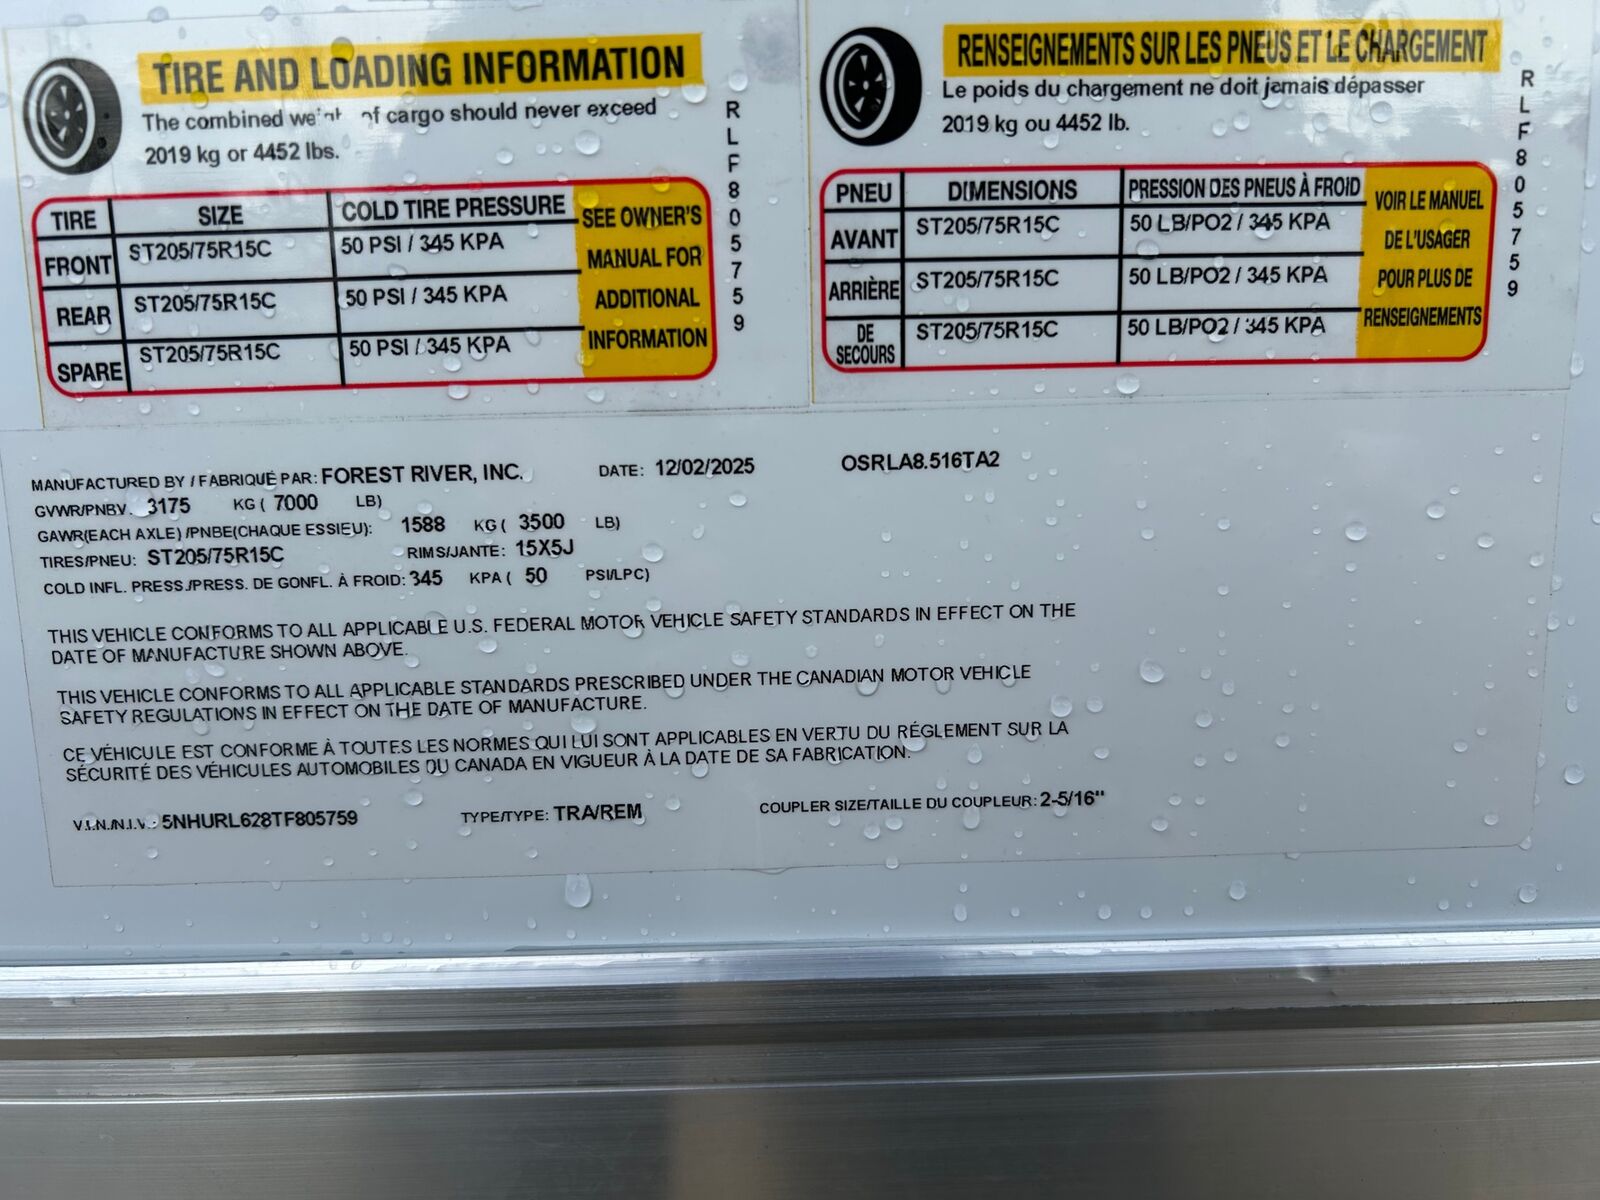 TIRE AND LOADING INFORMATION
The combined of cargo should never exceed
2019 kg or 4452 lbs.
TIRE SIZE COLD TIRE PRESSURE
FRONT ST205/75R15C 50 PSI / 345 KPA
REAR ST205/75R15C 50 PSI / 345 KPA
SPARE ST205/75R15C 50 PSI / 345 KPA
SEE OWNER'S
MANUAL FOR
ADDITIONAL
INFORMATION
RLF805759
RENSEIGNEMENTS SUR LES PNEUS ET LE CHARGEMENT
Le poids du chargement ne doit jamais dépasser
2019 kg ou 4452 lb.
PNEU DIMENSIONS PRESSION DES PNEUS À FROID
AVANT ST205/75R15C 50 LB/PO2 / 345 KPA
ARRIÈRE ST205/75R15C 50 LB/PO2 / 345 KPA
DE SECOURS ST205/75R15C 50 LB/PO2 / 345 KPA
VOIR LE MANUEL
DE L'USAGER
POUR PLUS DE
RENSEIGNEMENTS
RLF805759
MANUFACTURED BY / FABRIQUÉ PAR: FOREST RIVER, INC. DATE: 12/02/2025 OSRLA8.516TA2
GVWR/PNBV: 3175 KG ( 7000 LB)
GAWR(EACH AXLE) /PNBE(CHAQUE ESSIEU): 1588 KG ( 3500 LB)
TIRES/PNEU: ST205/75R15C RIMS/JANTE: 15X5J
COLD INFL. PRESS./PRESS. DE GONFL. À FROID: 345 KPA ( 50 PSI/LPC)
THIS VEHICLE CONFORMS TO ALL APPLICABLE U.S. FEDERAL MOTOR VEHICLE SAFETY STANDARDS IN EFFECT ON THE
DATE OF MANUFACTURE SHOWN ABOVE.
THIS VEHICLE CONFORMS TO ALL APPLICABLE STANDARDS PRESCRIBED UNDER THE CANADIAN MOTOR VEHICLE
SAFETY REGULATIONS IN EFFECT ON THE DATE OF MANUFACTURE.
CE VÉHICULE EST CONFORME À TOUTES LES NORMES QUI LUI SONT APPLICABLES EN VERTU DU RÉGLEMENT SUR LA
SÉCURITÉ DES VÉHICULES AUTOMOBILES DU CANADA EN VIGUEUR À LA DATE DE SA FABRICATION.
V.I.N./N.I.V.: 5NHURL628TF805759 TYPE/TYPE: TRA/REM COUPLER SIZE/TAILLE DU COUPLEUR: 2-5/16"